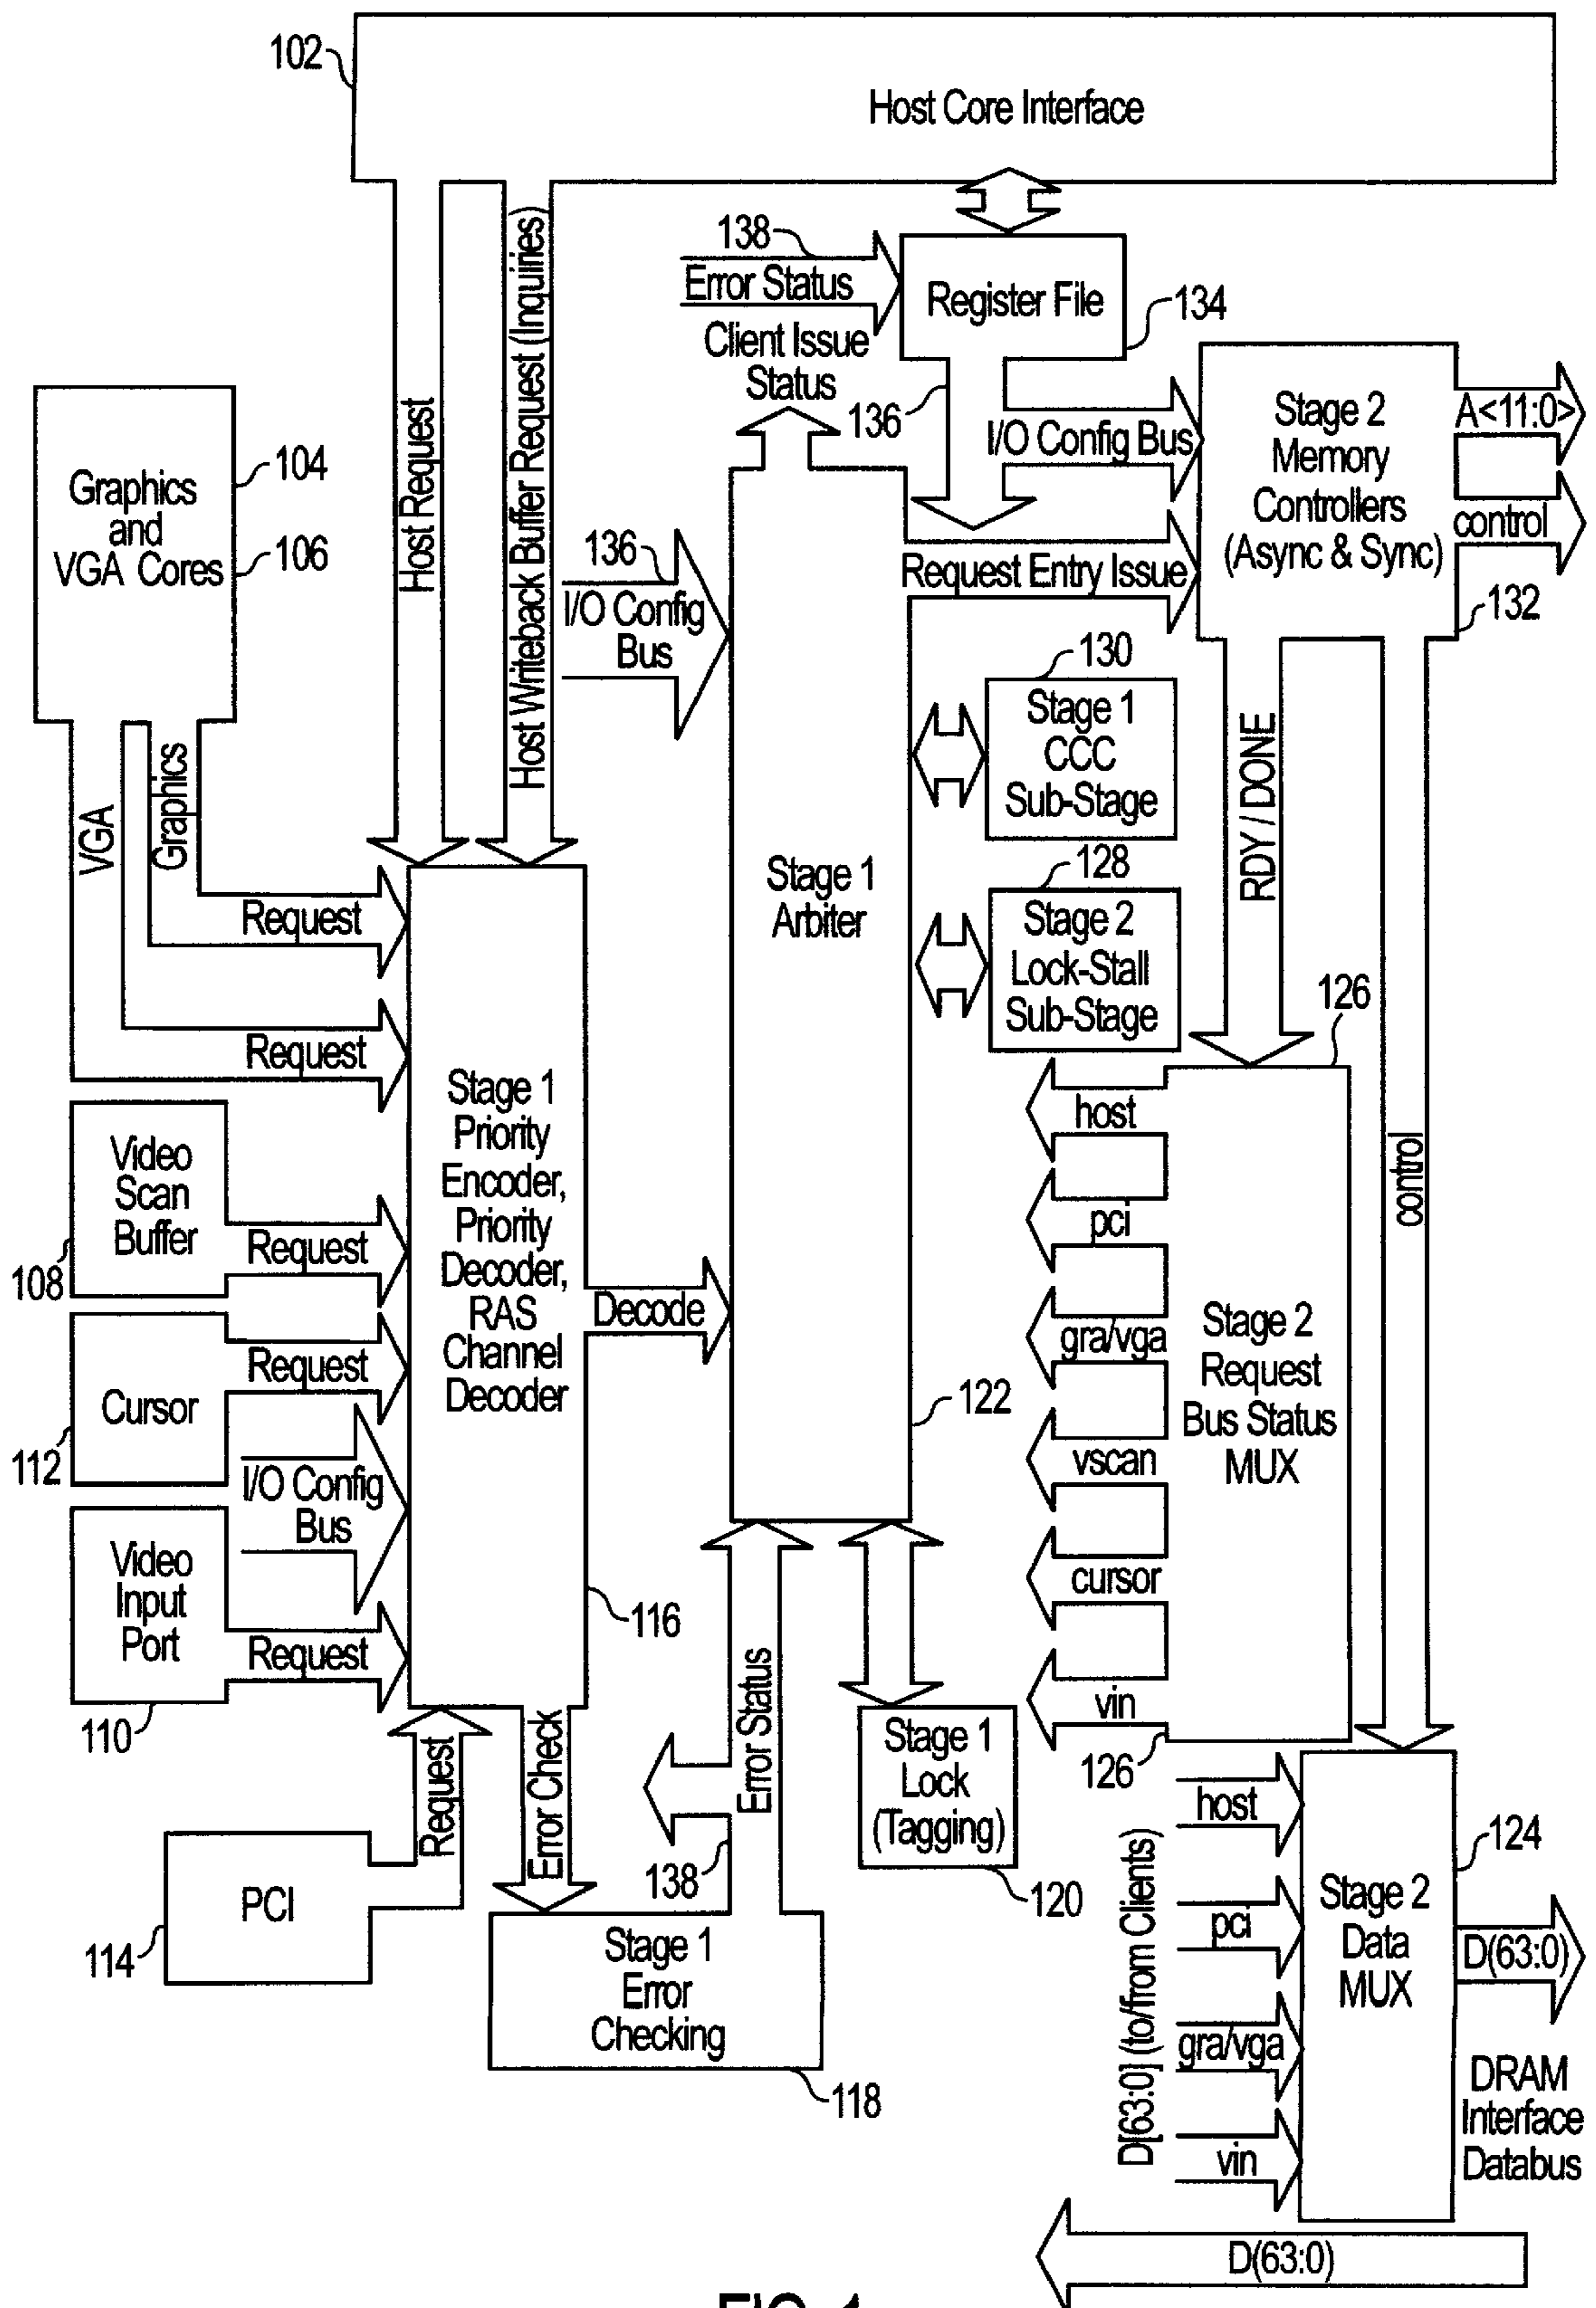 102
Host Core Interface
138
Error Status
Register File
134
Client Issue
Status
136
I/O Config Bus
Stage 2
Memory
Controllers
(Async & Sync)
A<11:0>
control
132
Host Request
Host Writeback Buffer Request (Inquiries)
Graphics
and
VGA Cores
104
106
136
I/O Config
Bus
Request Entry Issue
130
Stage 1
CCC
Sub-Stage
128
Stage 2
Lock-Stall
Sub-Stage
RDY / DONE
control
VGA
Graphics
Request
Request
Stage 1
Arbiter
122
Video
Scan
Buffer
108
Request
Cursor
112
Request
I/O Config
Bus
Video
Input
Port
110
Request
Stage 1
Priority
Encoder,
Priority
Decoder,
RAS
Channel
Decoder
116
Decode
126
host
pci
gra/vga
vscan
cursor
vin
Stage 2
Request
Bus Status
MUX
126
PCI
114
Request
Error Check
Error Status
138
Stage 1
Error
Checking
118
Stage 1
Lock
(Tagging)
120
D[63:0] (to/from Clients)
host
pci
gra/vga
vin
Stage 2
Data
MUX
124
D(63:0)
DRAM
Interface
Databus
D(63:0)
FIG. 1